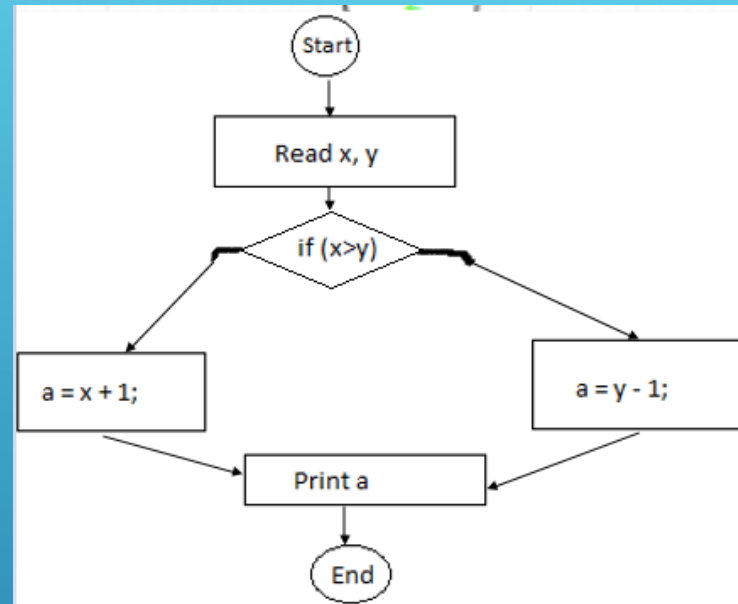 Start
Read x, y
if (x>y)
a = x + 1;
a = y - 1;
Print a
End